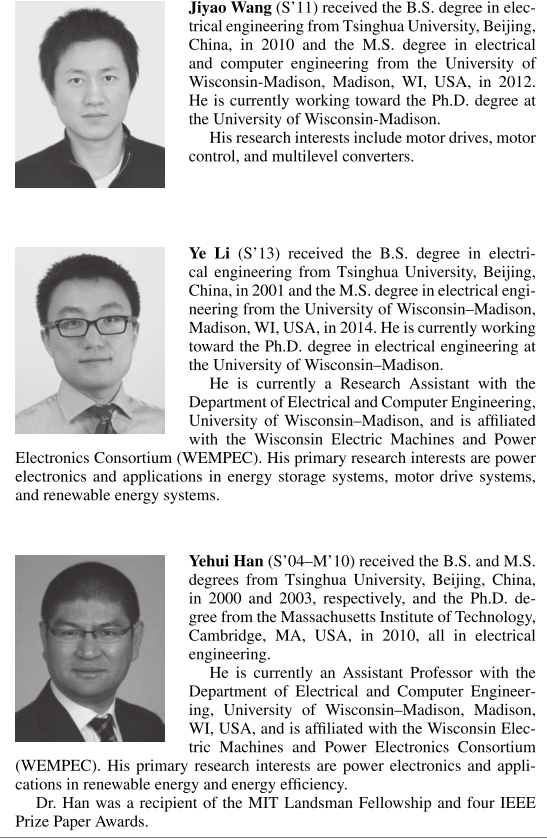 Jiyao Wang (S'11) received the B.S. degree in elec-
trical engineering from Tsinghua University, Beijing,
China, in 2010 and the M.S. degree in electrical
and computer engineering from the University of
Wisconsin-Madison, Madison, WI, USA, in 2012.
He is currently working toward the Ph.D. degree at
the University of Wisconsin-Madison.
His research interests include motor drives, motor
control, and multilevel converters.
Ye Li (S'13) received the B.S. degree in electri-
cal engineering from Tsinghua University, Beijing,
China, in 2001 and the M.S. degree in electrical engi-
neering from the University of Wisconsin–Madison,
Madison, WI, USA, in 2014. He is currently working
toward the Ph.D. degree in electrical engineering at
the University of Wisconsin–Madison.
He is currently a Research Assistant with the
Department of Electrical and Computer Engineering,
University of Wisconsin–Madison, and is affiliated
with the Wisconsin Electric Machines and Power
Electronics Consortium (WEMPEC). His primary research interests are power
electronics and applications in energy storage systems, motor drive systems,
and renewable energy systems.
Yehui Han (S'04–M'10) received the B.S. and M.S.
degrees from Tsinghua University, Beijing, China,
in 2000 and 2003, respectively, and the Ph.D. de-
gree from the Massachusetts Institute of Technology,
Cambridge, MA, USA, in 2010, all in electrical
engineering.
He is currently an Assistant Professor with the
Department of Electrical and Computer Engineer-
ing, University of Wisconsin–Madison, Madison,
WI, USA, and is affiliated with the Wisconsin Elec-
tric Machines and Power Electronics Consortium
(WEMPEC). His primary research interests are power electronics and appli-
cations in renewable energy and energy efficiency.
Dr. Han was a recipient of the MIT Landsman Fellowship and four IEEE
Prize Paper Awards.